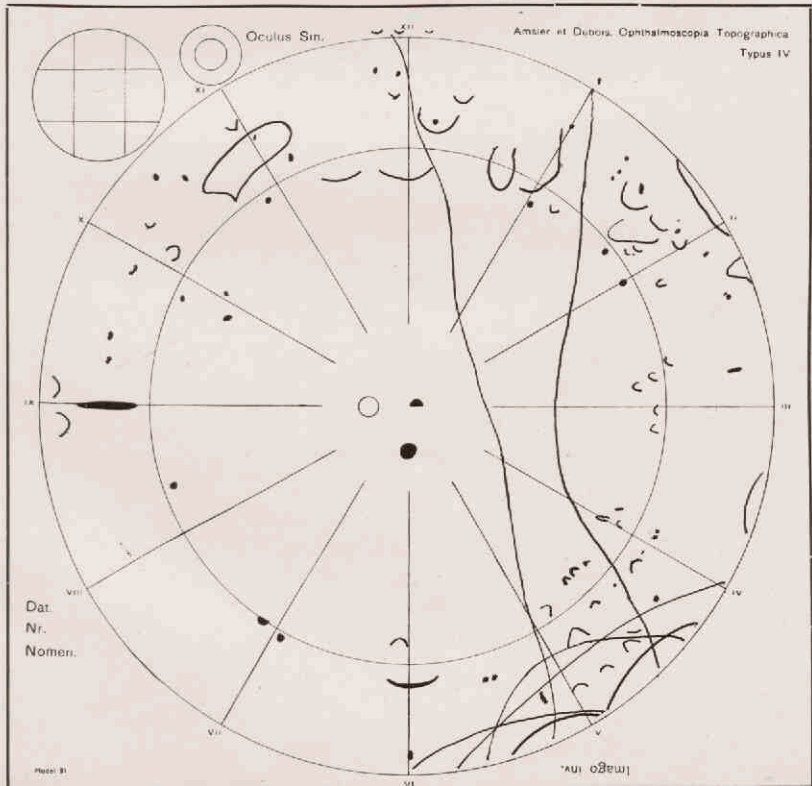 Oculus Sin.
Amsler et Dubois, Ophthalmoscopia Topographica
Typus IV
XII
XI
I
X
II
IX
III
VIII
IV
Dat.
Nr.
Nomen.
VII
V
VI
Imago inv.